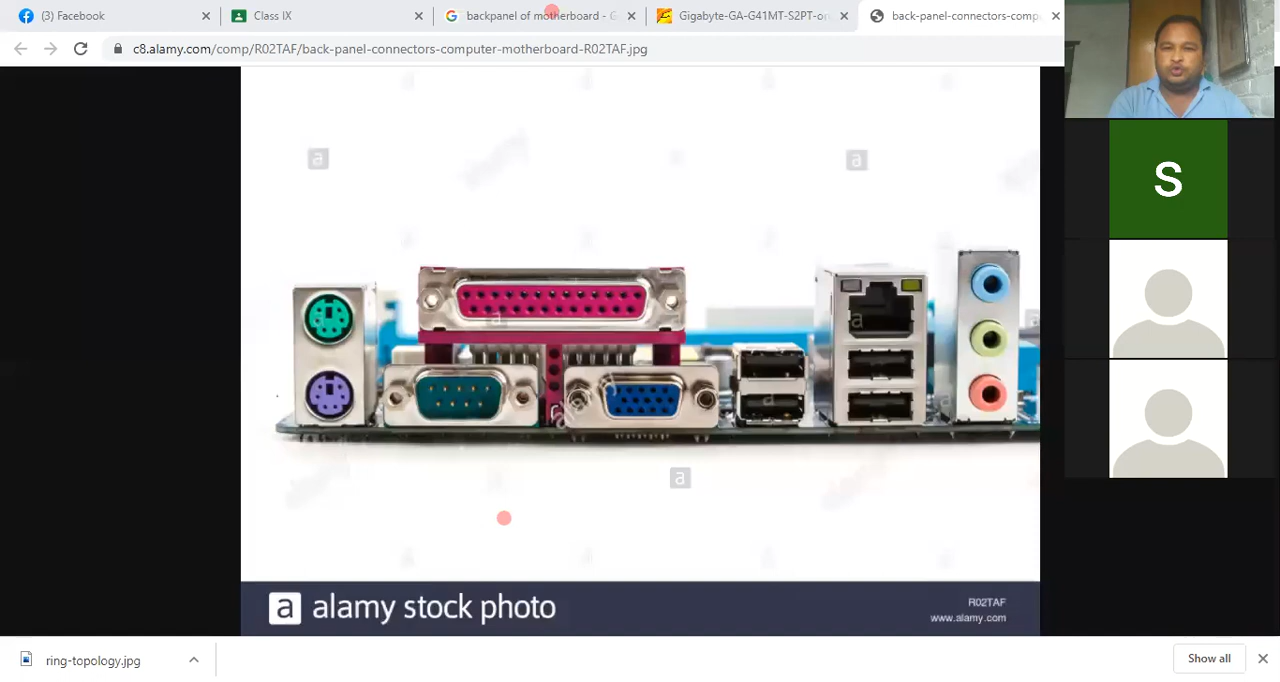 (3) Facebook
Class IX
backpanel of motherboard - G
Gigabyte-GA-G41MT-S2PT-or
back-panel-connectors-compu
c8.alamy.com/comp/R02TAF/back-panel-connectors-computer-motherboard-R02TAF.jpg
S
a
a
a
a
a
a
a
a alamy stock photo
R02TAF
www.alamy.com
ring-topology.jpg
Show all